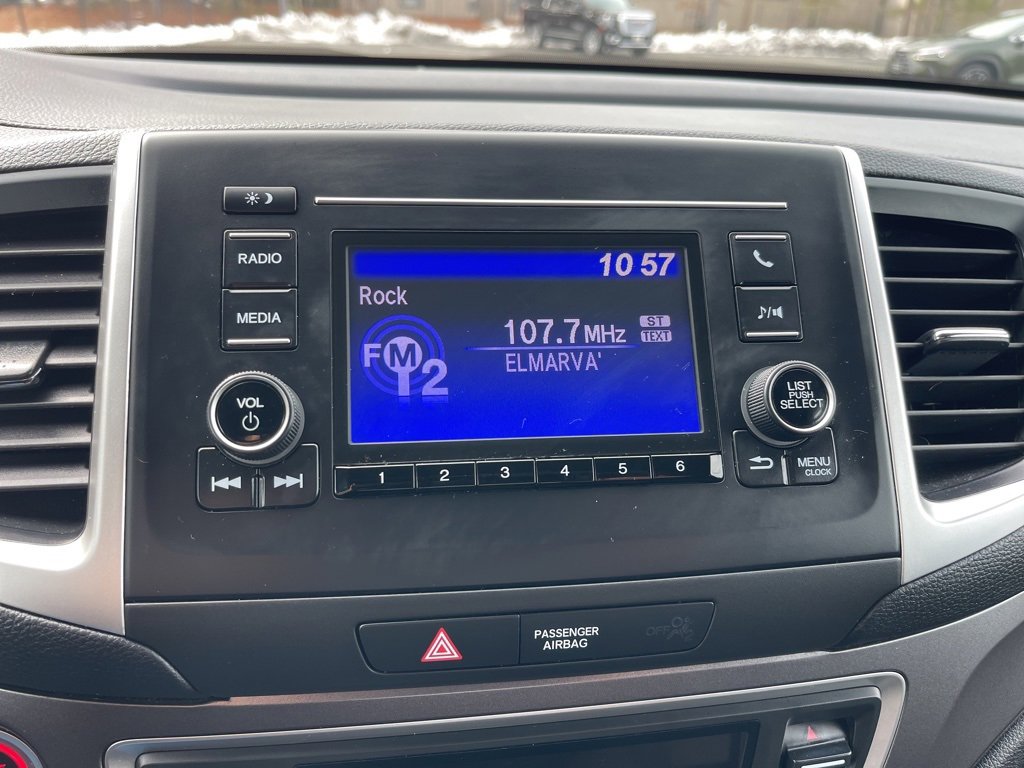 10 57
Rock
107.7MHz ST
TEXT
ELMARVA'
FM2
RADIO
MEDIA
VOL
1 2 3 4 5 6
LIST
PUSH
SELECT
MENU
CLOCK
PASSENGER
AIRBAG
OFF